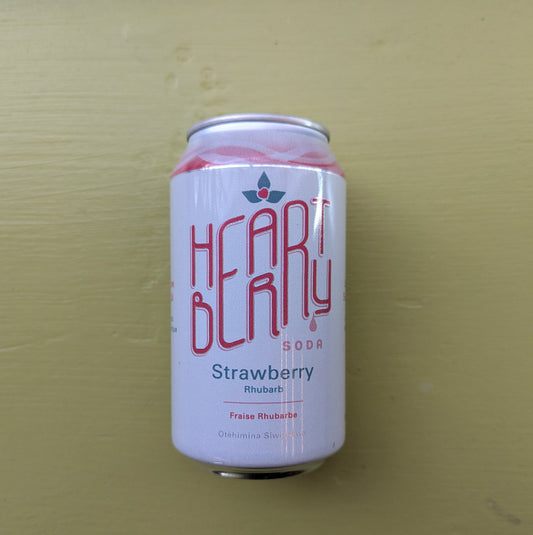 HEART
BERRY
SODA
Strawberry
Rhubarb
Fraise Rhubarbe
Otehimina